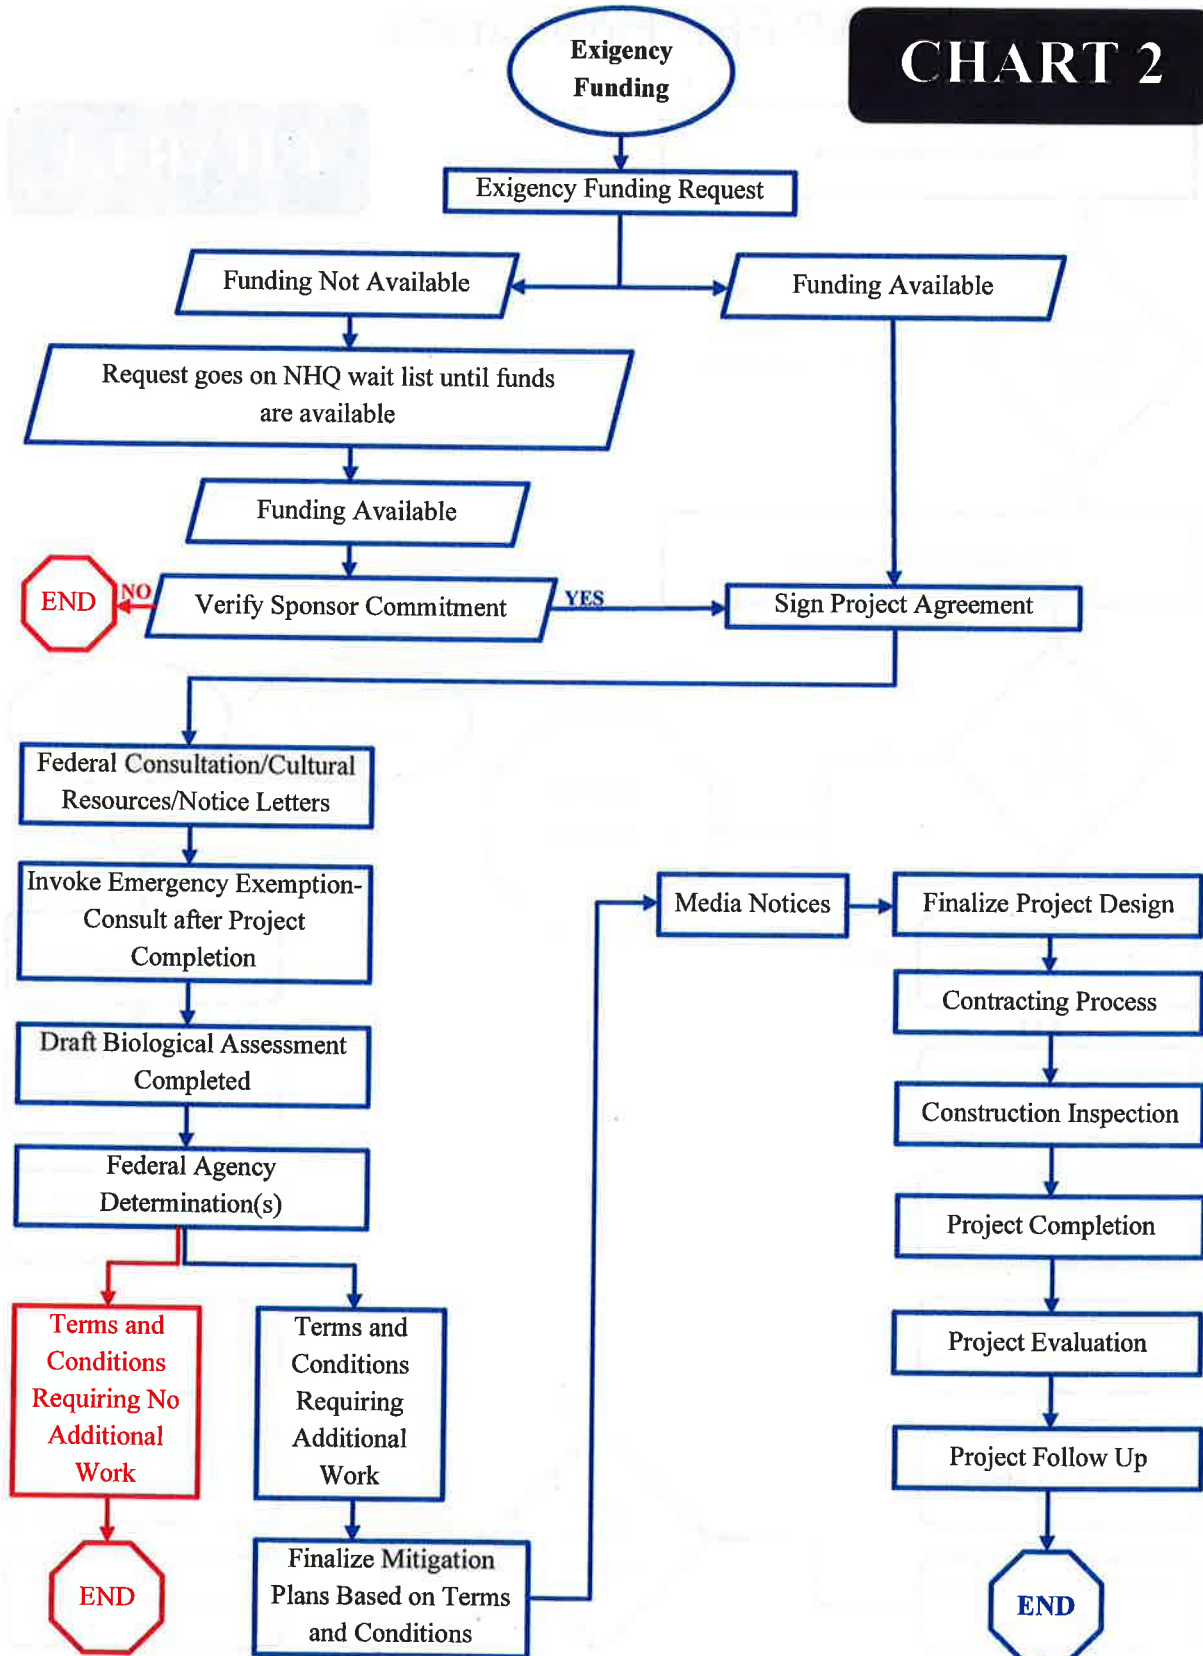 Exigency
Funding
CHART 2
Exigency Funding Request
Funding Not Available
Funding Available
Request goes on NHQ wait list until funds
are available
Funding Available
END
NO
Verify Sponsor Commitment
YES
Sign Project Agreement
Federal Consultation/Cultural
Resources/Notice Letters
Invoke Emergency Exemption-
Consult after Project
Completion
Draft Biological Assessment
Completed
Federal Agency
Determination(s)
Terms and
Conditions
Requiring No
Additional
Work
END
Terms and
Conditions
Requiring
Additional
Work
Finalize Mitigation
Plans Based on Terms
and Conditions
Media Notices
Finalize Project Design
Contracting Process
Construction Inspection
Project Completion
Project Evaluation
Project Follow Up
END